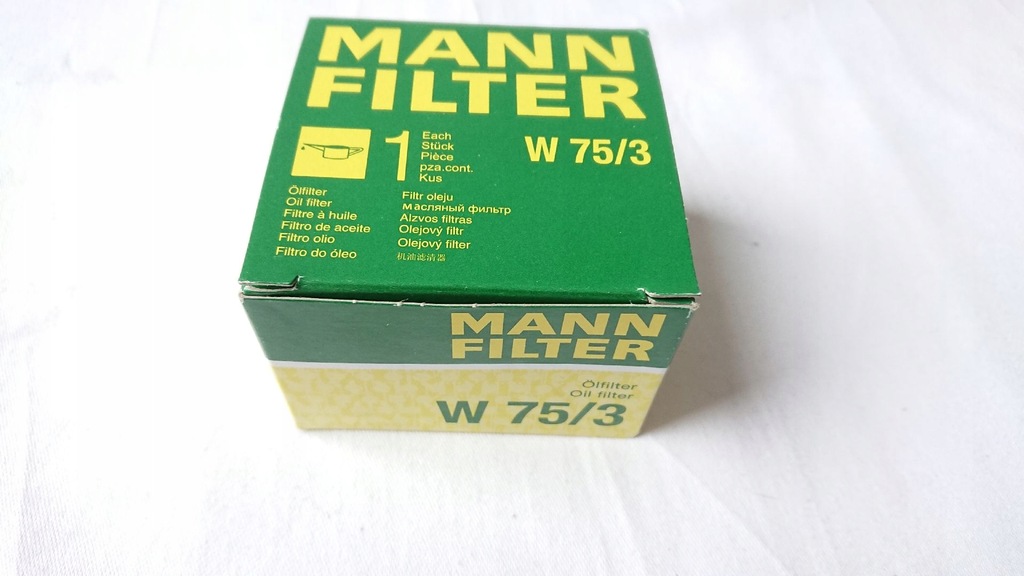 MANN
FILTER
1
Each
Stück
Pièce
pza.cont.
Kus
W 75/3
Ölfilter
Oil filter
Filtre à huile
Filtro de aceite
Filtro olio
Filtro do óleo
Filtr oleju
масляный фильтр
Alzvos filtras
Olejový filtr
Olejový filter
机油滤清器
MANN
FILTER
Ölfilter
Oil filter
W 75/3